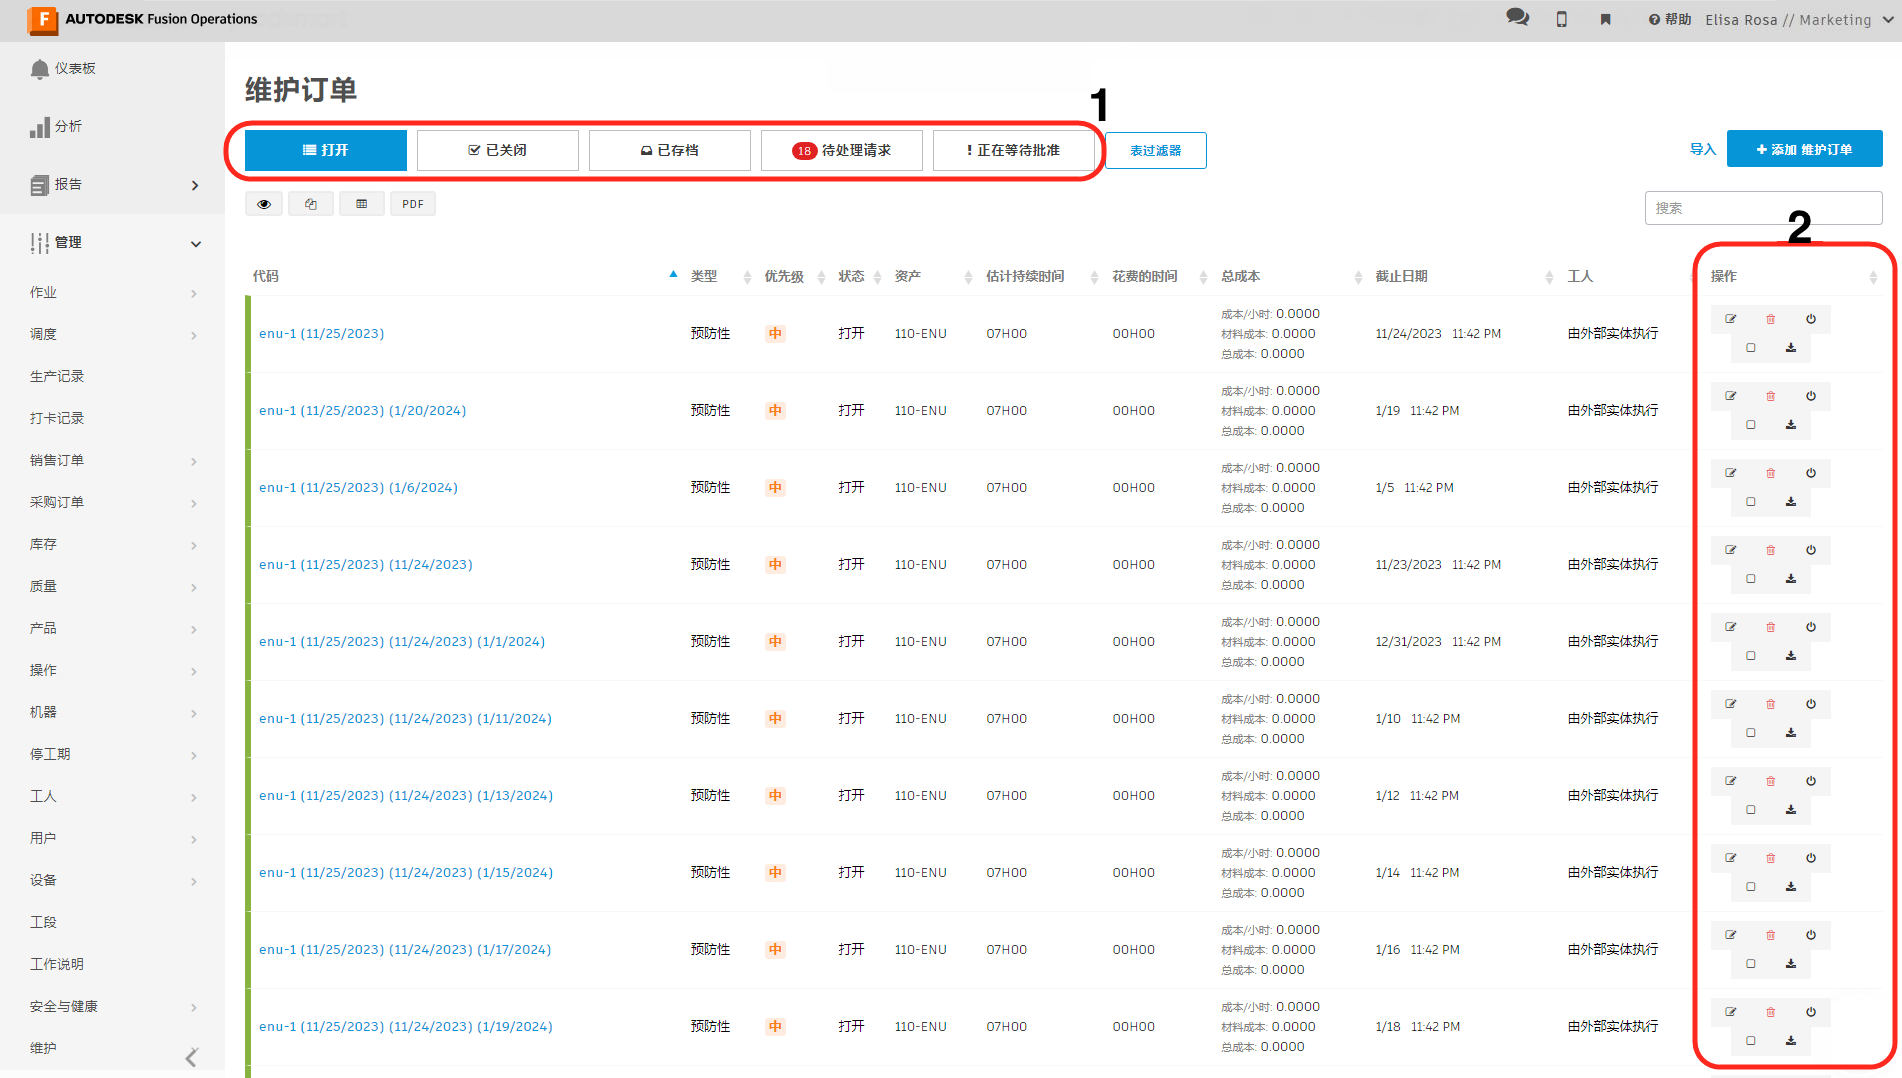 AUTODESK Fusion Operations
帮助 Elisa Rosa // Marketing
仪表板
分析
报告
管理
作业
调度
生产记录
打卡记录
销售订单
采购订单
库存
质量
产品
操作
机器
停工期
工人
用户
设备
工段
工作说明
安全与健康
维护
维护订单
1
打开 已关闭 已存档 18 待处理请求 ! 正在等待批准 表过滤器 导入 + 添加 维护订单
PDF
搜索
2
代码 类型 优先级 状态 资产 估计持续时间 花费的时间 总成本 截止日期 工人 操作
成本/小时: 0.0000
enu-1 (11/25/2023) 预防性 中 打开 110-ENU 07H00 00H00 材料成本: 0.0000 11/24/2023 11:42 PM 由外部实体执行
总成本: 0.0000
成本/小时: 0.0000
enu-1 (11/25/2023) (1/20/2024) 预防性 中 打开 110-ENU 07H00 00H00 材料成本: 0.0000 1/19 11:42 PM 由外部实体执行
总成本: 0.0000
成本/小时: 0.0000
enu-1 (11/25/2023) (1/6/2024) 预防性 中 打开 110-ENU 07H00 00H00 材料成本: 0.0000 1/5 11:42 PM 由外部实体执行
总成本: 0.0000
成本/小时: 0.0000
enu-1 (11/25/2023) (11/24/2023) 预防性 中 打开 110-ENU 07H00 00H00 材料成本: 0.0000 11/23/2023 11:42 PM 由外部实体执行
总成本: 0.0000
成本/小时: 0.0000
enu-1 (11/25/2023) (11/24/2023) (1/1/2024) 预防性 中 打开 110-ENU 07H00 00H00 材料成本: 0.0000 12/31/2023 11:42 PM 由外部实体执行
总成本: 0.0000
成本/小时: 0.0000
enu-1 (11/25/2023) (11/24/2023) (1/11/2024) 预防性 中 打开 110-ENU 07H00 00H00 材料成本: 0.0000 1/10 11:42 PM 由外部实体执行
总成本: 0.0000
成本/小时: 0.0000
enu-1 (11/25/2023) (11/24/2023) (1/13/2024) 预防性 中 打开 110-ENU 07H00 00H00 材料成本: 0.0000 1/12 11:42 PM 由外部实体执行
总成本: 0.0000
成本/小时: 0.0000
enu-1 (11/25/2023) (11/24/2023) (1/15/2024) 预防性 中 打开 110-ENU 07H00 00H00 材料成本: 0.0000 1/14 11:42 PM 由外部实体执行
总成本: 0.0000
成本/小时: 0.0000
enu-1 (11/25/2023) (11/24/2023) (1/17/2024) 预防性 中 打开 110-ENU 07H00 00H00 材料成本: 0.0000 1/16 11:42 PM 由外部实体执行
总成本: 0.0000
成本/小时: 0.0000
enu-1 (11/25/2023) (11/24/2023) (1/19/2024) 预防性 中 打开 110-ENU 07H00 00H00 材料成本: 0.0000 1/18 11:42 PM 由外部实体执行
总成本: 0.0000